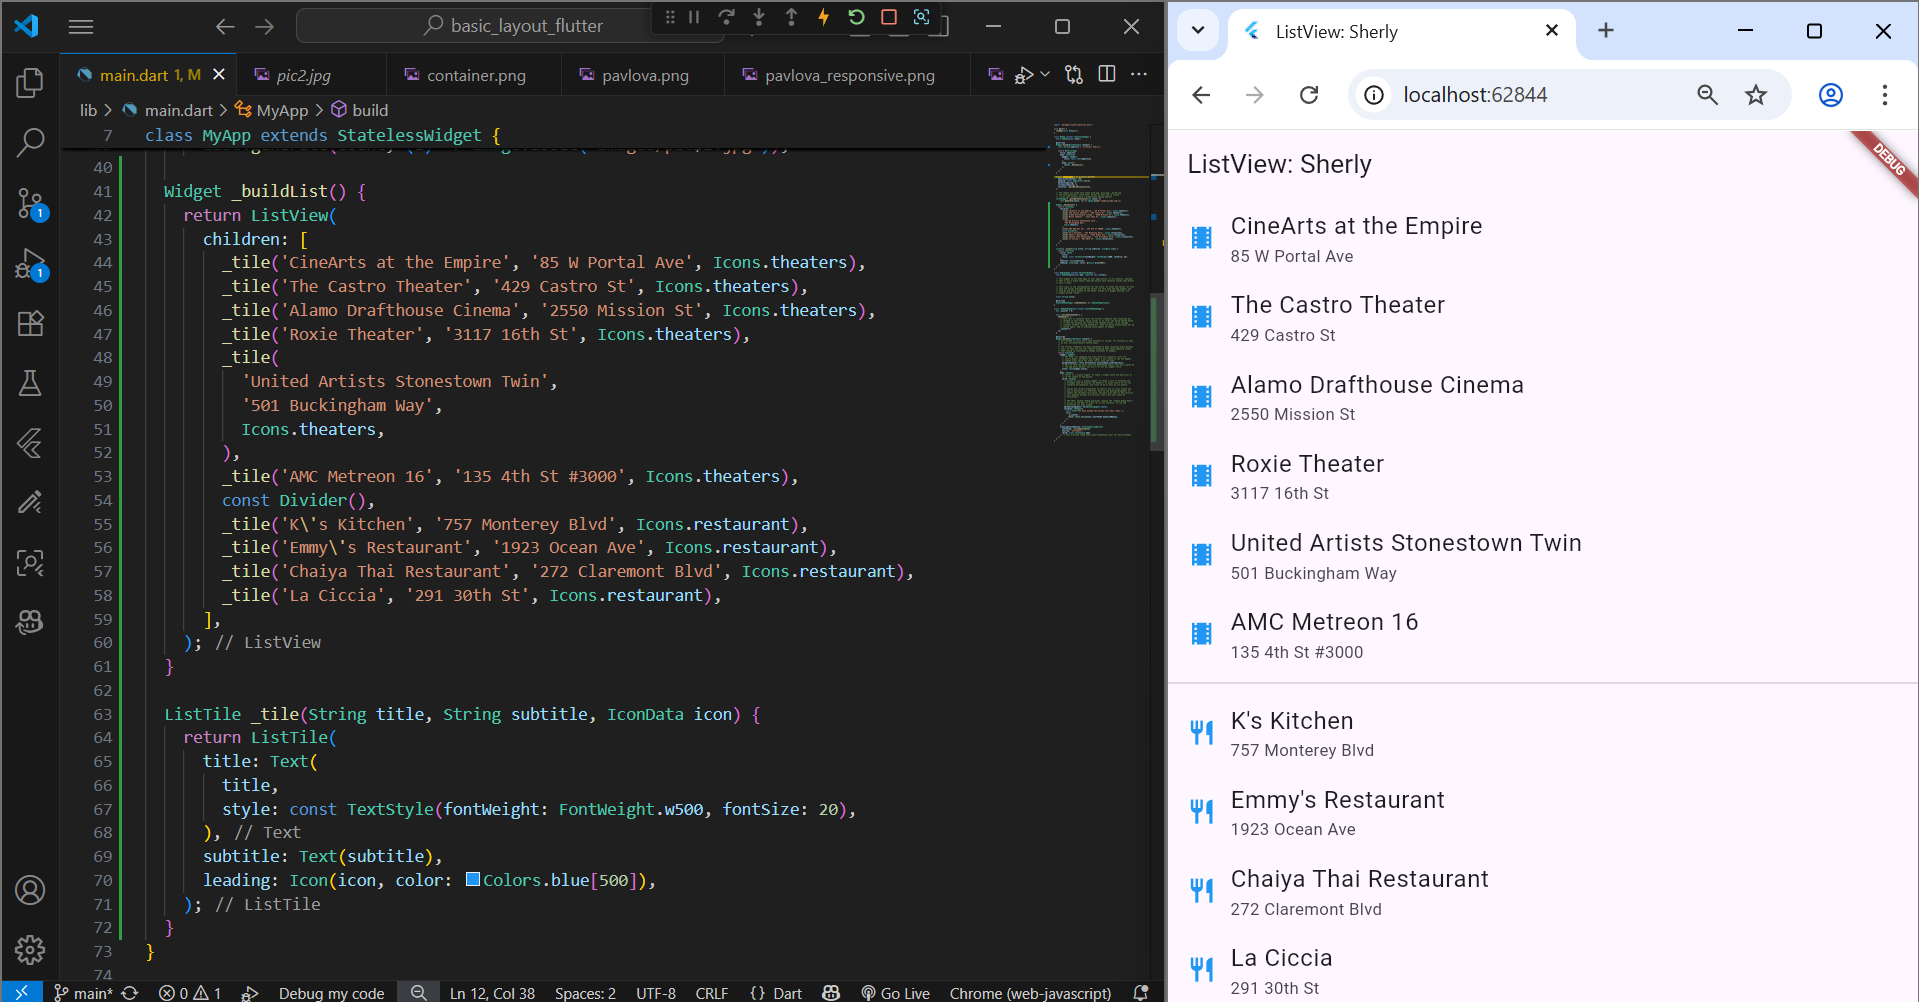 basic_layout_flutter
main.dart 1, M
pic2.jpg
container.png
pavlova.png
pavlova_responsive.png
lib > main.dart > MyApp > build
7 class MyApp extends StatelessWidget {
40
41 Widget _buildList() {
42 return ListView(
43 children: [
44 _tile('CineArts at the Empire', '85 W Portal Ave', Icons.theaters),
45 _tile('The Castro Theater', '429 Castro St', Icons.theaters),
46 _tile('Alamo Drafthouse Cinema', '2550 Mission St', Icons.theaters),
47 _tile('Roxie Theater', '3117 16th St', Icons.theaters),
48 _tile(
49 'United Artists Stonestown Twin',
50 '501 Buckingham Way',
51 Icons.theaters,
52 ),
53 _tile('AMC Metreon 16', '135 4th St #3000', Icons.theaters),
54 const Divider(),
55 _tile('K\'s Kitchen', '757 Monterey Blvd', Icons.restaurant),
56 _tile('Emmy\'s Restaurant', '1923 Ocean Ave', Icons.restaurant),
57 _tile('Chaiya Thai Restaurant', '272 Claremont Blvd', Icons.restaurant),
58 _tile('La Ciccia', '291 30th St', Icons.restaurant),
59 ],
60 ); // ListView
61 }
62
63 ListTile _tile(String title, String subtitle, IconData icon) {
64 return ListTile(
65 title: Text(
66 title,
67 style: const TextStyle(fontWeight: FontWeight.w500, fontSize: 20),
68 ), // Text
69 subtitle: Text(subtitle),
70 leading: Icon(icon, color: Colors.blue[500]),
71 ); // ListTile
72 }
73 }
74
1
1
main* 0 1 Debug my code Ln 12, Col 38 Spaces: 2 UTF-8 CRLF {} Dart Go Live Chrome (web-javascript)
ListView: Sherly
localhost:62844
DEBUG
ListView: Sherly
CineArts at the Empire
85 W Portal Ave
The Castro Theater
429 Castro St
Alamo Drafthouse Cinema
2550 Mission St
Roxie Theater
3117 16th St
United Artists Stonestown Twin
501 Buckingham Way
AMC Metreon 16
135 4th St #3000
K's Kitchen
757 Monterey Blvd
Emmy's Restaurant
1923 Ocean Ave
Chaiya Thai Restaurant
272 Claremont Blvd
La Ciccia
291 30th St